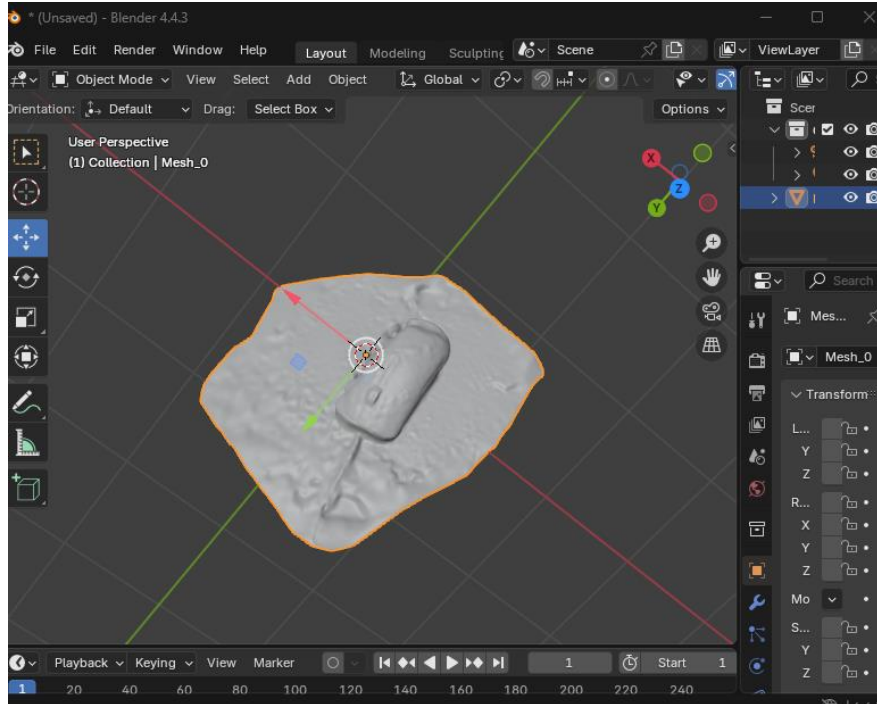 * (Unsaved) - Blender 4.4.3
File Edit Render Window Help Layout Modeling Sculpting Scene ViewLayer
Object Mode View Select Add Object Global
Orientation: Default Drag: Select Box Options
User Perspective
(1) Collection | Mesh_0
X
Y
Z
Scer
Search
Mes...
Mesh_0
Transform
L...
Y
Z
R...
X
Y
Z
Mo
S...
Y
Z
Playback Keying View Marker 1 Start 1
1 20 40 60 80 100 120 140 160 180 200 220 240